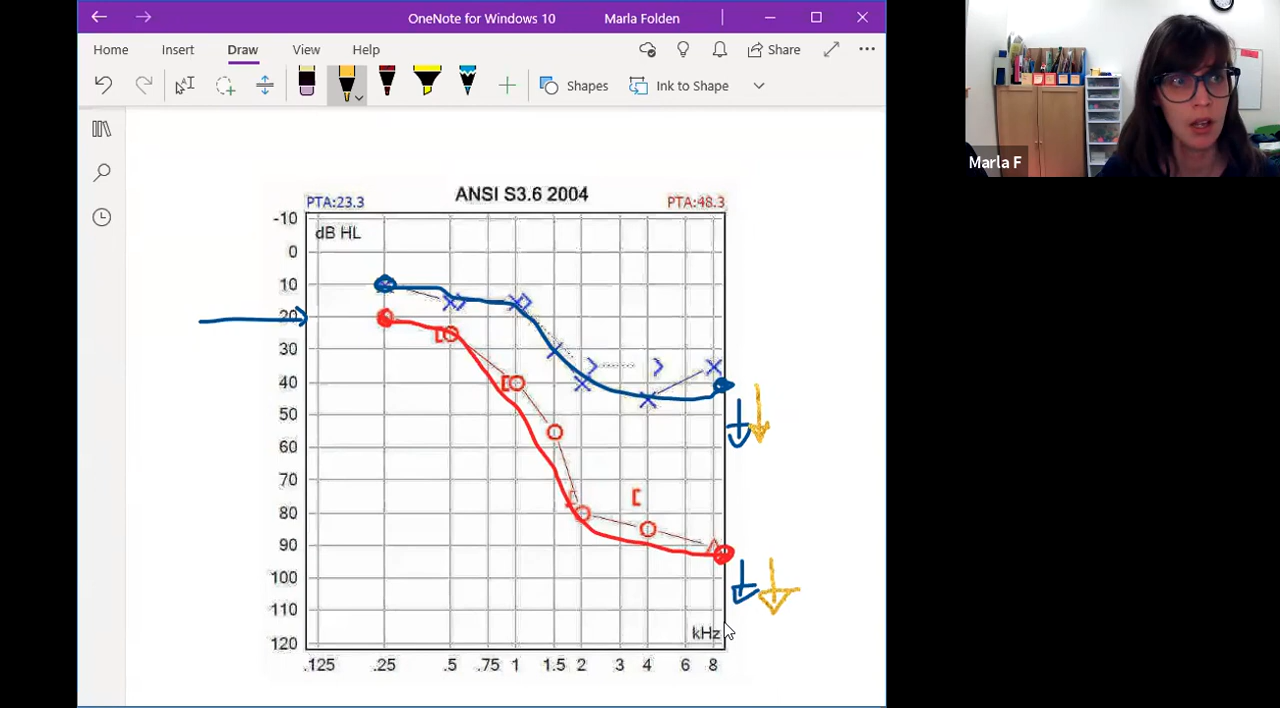 OneNote for Windows 10
Marla Folden
Home Insert Draw View Help Share
Shapes Ink to Shape
Marla F
ANSI S3.6 2004
PTA:23.3 PTA:48.3
dB HL
-10
0
10
20
30
40
50
60
70
80
90
100
110
120
kHz
.125 .25 .5 .75 1 1.5 2 3 4 6 8